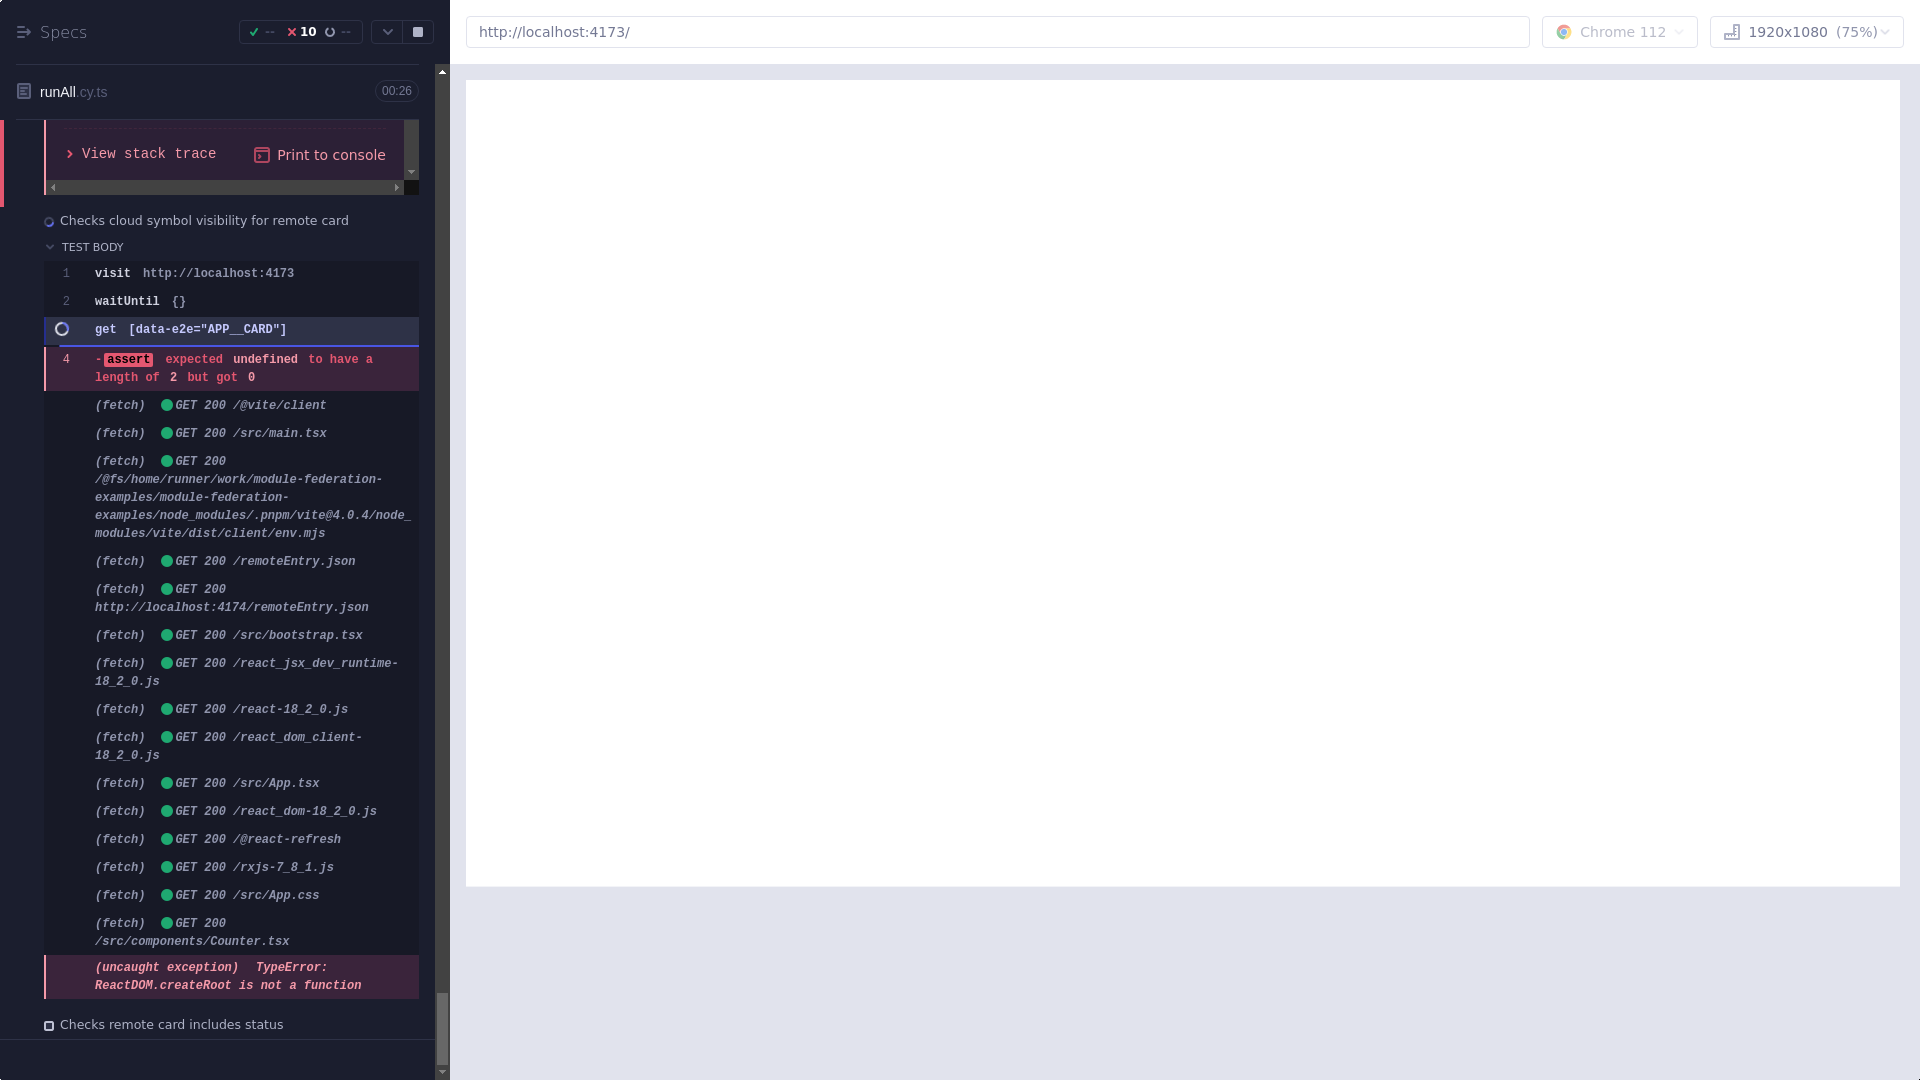 Specs
-- 10 --
http://localhost:4173/
Chrome 112
1920x1080 (75%)
runAll.cy.ts
00:26
View stack trace
Print to console
Checks cloud symbol visibility for remote card
TEST BODY
1 visit http://localhost:4173
2 waitUntil {}
get [data-e2e="APP__CARD"]
4 -assert expected undefined to have a
length of 2 but got 0
(fetch) GET 200 /@vite/client
(fetch) GET 200 /src/main.tsx
(fetch) GET 200
/@fs/home/runner/work/module-federation-
examples/module-federation-
examples/node_modules/.pnpm/vite@4.0.4/node_
modules/vite/dist/client/env.mjs
(fetch) GET 200 /remoteEntry.json
(fetch) GET 200
http://localhost:4174/remoteEntry.json
(fetch) GET 200 /src/bootstrap.tsx
(fetch) GET 200 /react_jsx_dev_runtime-
18_2_0.js
(fetch) GET 200 /react-18_2_0.js
(fetch) GET 200 /react_dom_client-
18_2_0.js
(fetch) GET 200 /src/App.tsx
(fetch) GET 200 /react_dom-18_2_0.js
(fetch) GET 200 /@react-refresh
(fetch) GET 200 /rxjs-7_8_1.js
(fetch) GET 200 /src/App.css
(fetch) GET 200
/src/components/Counter.tsx
(uncaught exception) TypeError:
ReactDOM.createRoot is not a function
Checks remote card includes status